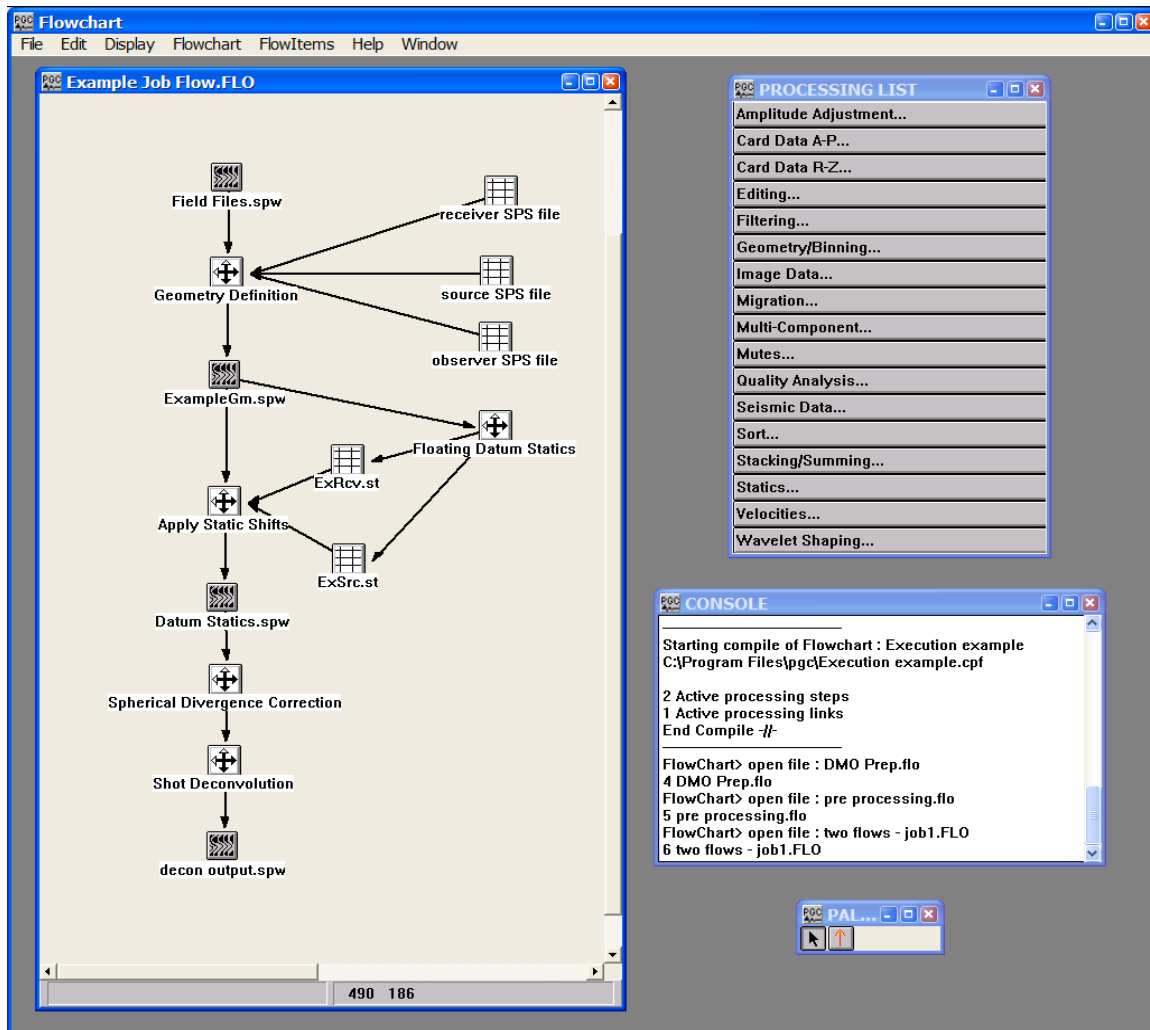 PGC Flowchart
File Edit Display Flowchart FlowItems Help Window
PGC Example Job Flow.FLO
Field Files.spw
receiver SPS file
Geometry Definition
source SPS file
observer SPS file
ExampleGm.spw
Floating Datum Statics
ExRcv.st
Apply Static Shifts
ExSrc.st
Datum Statics.spw
Spherical Divergence Correction
Shot Deconvolution
decon output.spw
490 186
PGC PROCESSING LIST
Amplitude Adjustment...
Card Data A-P...
Card Data R-Z...
Editing...
Filtering...
Geometry/Binning...
Image Data...
Migration...
Multi-Component...
Mutes...
Quality Analysis...
Seismic Data...
Sort...
Stacking/Summing...
Statics...
Velocities...
Wavelet Shaping...
PGC CONSOLE
Starting compile of Flowchart : Execution example
C:\Program Files\pgc\Execution example.cpf
2 Active processing steps
1 Active processing links
End Compile -//-
FlowChart> open file : DMO Prep.flo
4 DMO Prep.flo
FlowChart> open file : pre processing.flo
5 pre processing.flo
FlowChart> open file : two flows - job1.FLO
6 two flows - job1.FLO
PGC PAL...